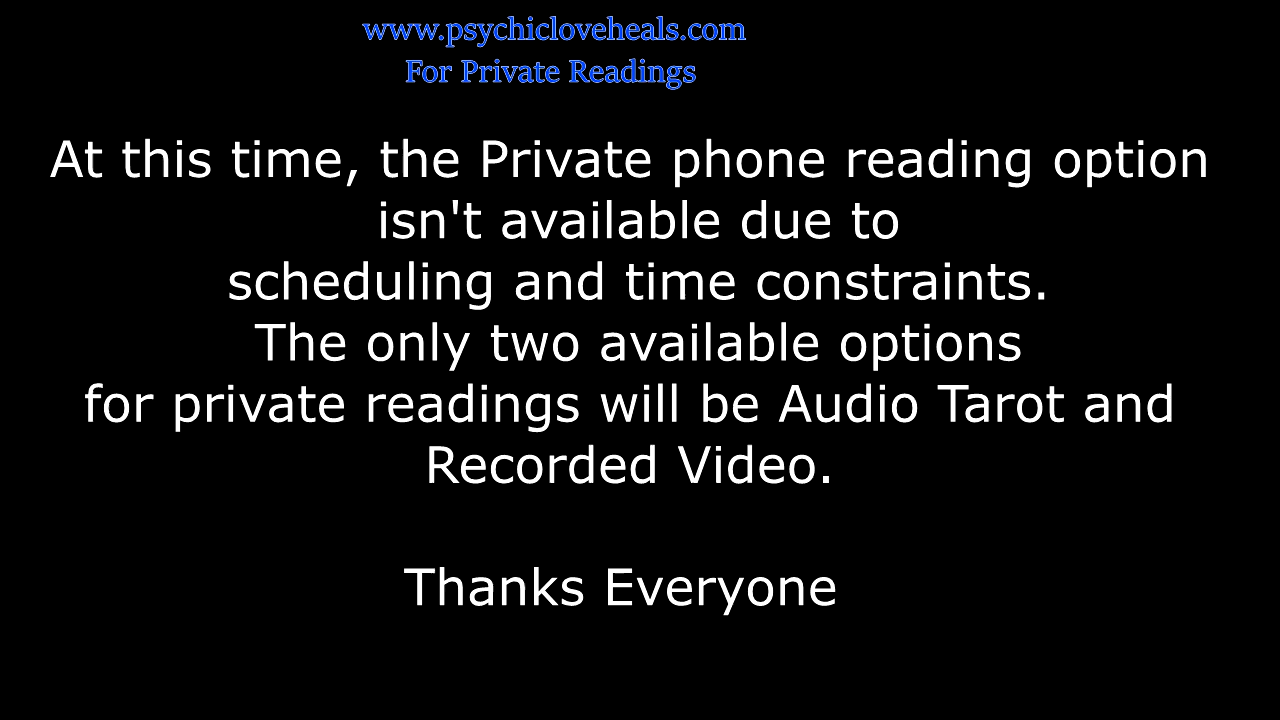 www.psychicloveheals.com
For Private Readings
At this time, the Private phone reading option
isn't available due to
scheduling and time constraints.
The only two available options
for private readings will be Audio Tarot and
Recorded Video.
Thanks Everyone